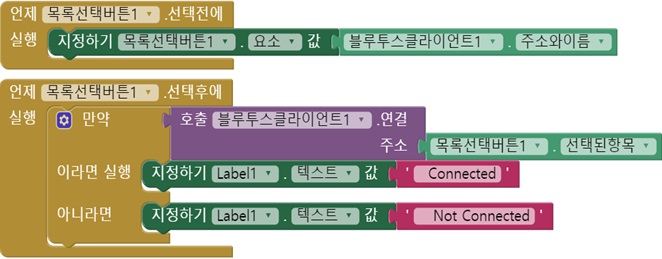 언제 목록선택버튼1 .선택전에
실행 지정하기 목록선택버튼1 . 요소 값 블루투스클라이언트1 . 주소와이름
언제 목록선택버튼1 .선택후에
실행 만약 호출 블루투스클라이언트1 .연결
주소 목록선택버튼1 . 선택된항목
이라면 실행 지정하기 Label1 . 텍스트 값 ' Connected '
아니라면 지정하기 Label1 . 텍스트 값 ' Not Connected '